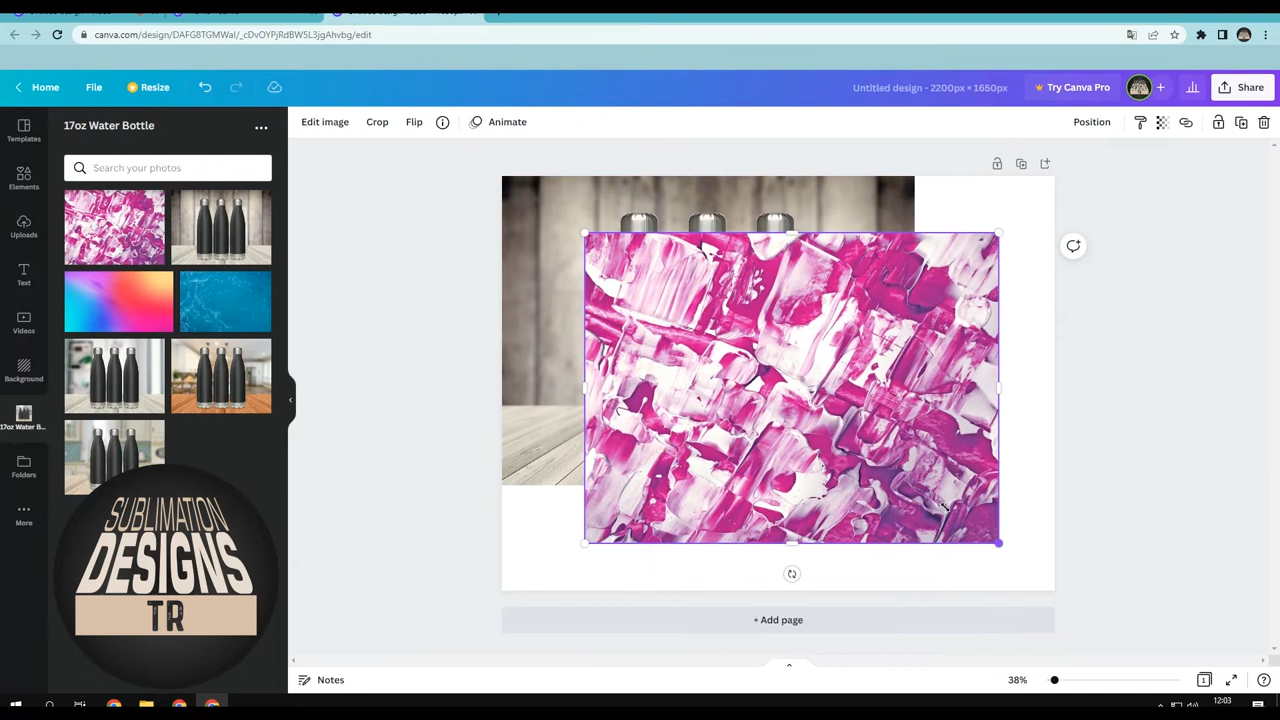 canva.com/design/DAFG8TGMWaI/_cDvOYPjRdBW5L3jgAhvbg/edit
Home File Resize Untitled design - 2200px × 1650px Try Canva Pro Share
17oz Water Bottle
Edit image Crop Flip Animate Position
Templates
Search your photos
Elements
Uploads
Text
Videos
Background
17oz Water B...
Folders
More
SUBLIMATION
DESIGNS
TR
+ Add page
Notes 38% 1
12:03